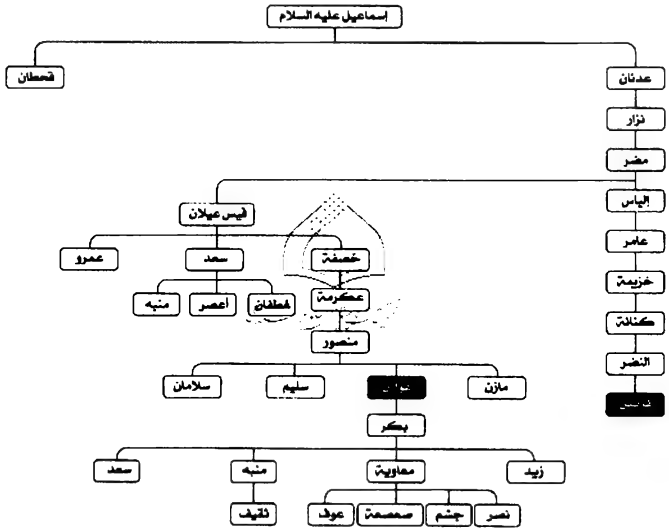 إسماعيل عليه السلام
عدنان قحطان
نزار
مضر
إلياس قيس عيلان
عامر
خصفة سعد عمرو
خزيمة
عكرمة غطفان أعصر منبه
كنانة
منصور
النضر
مازن هوازن سليم سلامان
بكر
زيد معاوية منبه سعد
نصر جشم صعصعة عوف ثقيف